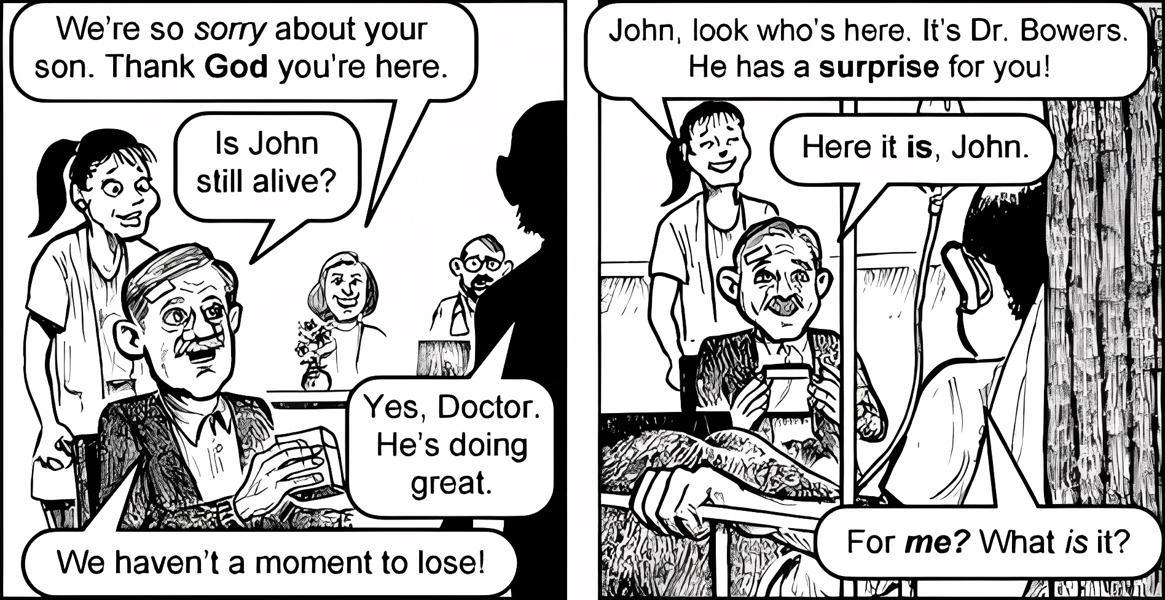 We're so sorry about your
son. Thank God you're here.
Is John
still alive?
Yes, Doctor.
He's doing
great.
We haven't a moment to lose!
John, look who's here. It's Dr. Bowers.
He has a surprise for you!
Here it is, John.
For me? What is it?